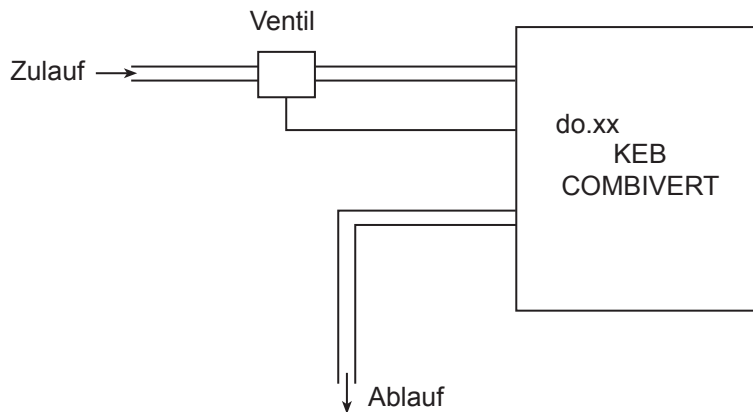 Ventil
Zulauf
do.xx
KEB
COMBIVERT
Ablauf